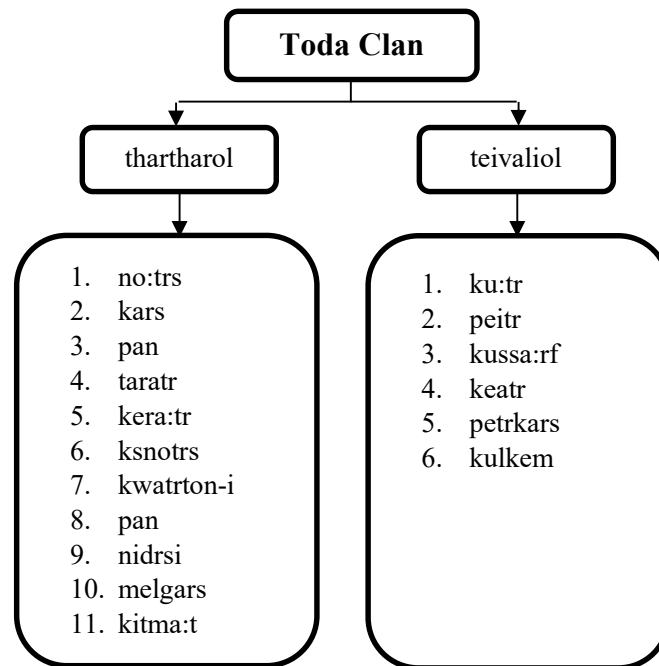 Toda Clan
thartharol
teivaliol
1. no:trs
2. kars
3. pan
4. taratr
5. kera:tr
6. ksnotrs
7. kwatrton-i
8. pan
9. nidrsi
10. melgars
11. kitma:t
1. ku:tr
2. peitr
3. kussa:rf
4. keatr
5. petrkars
6. kulkem